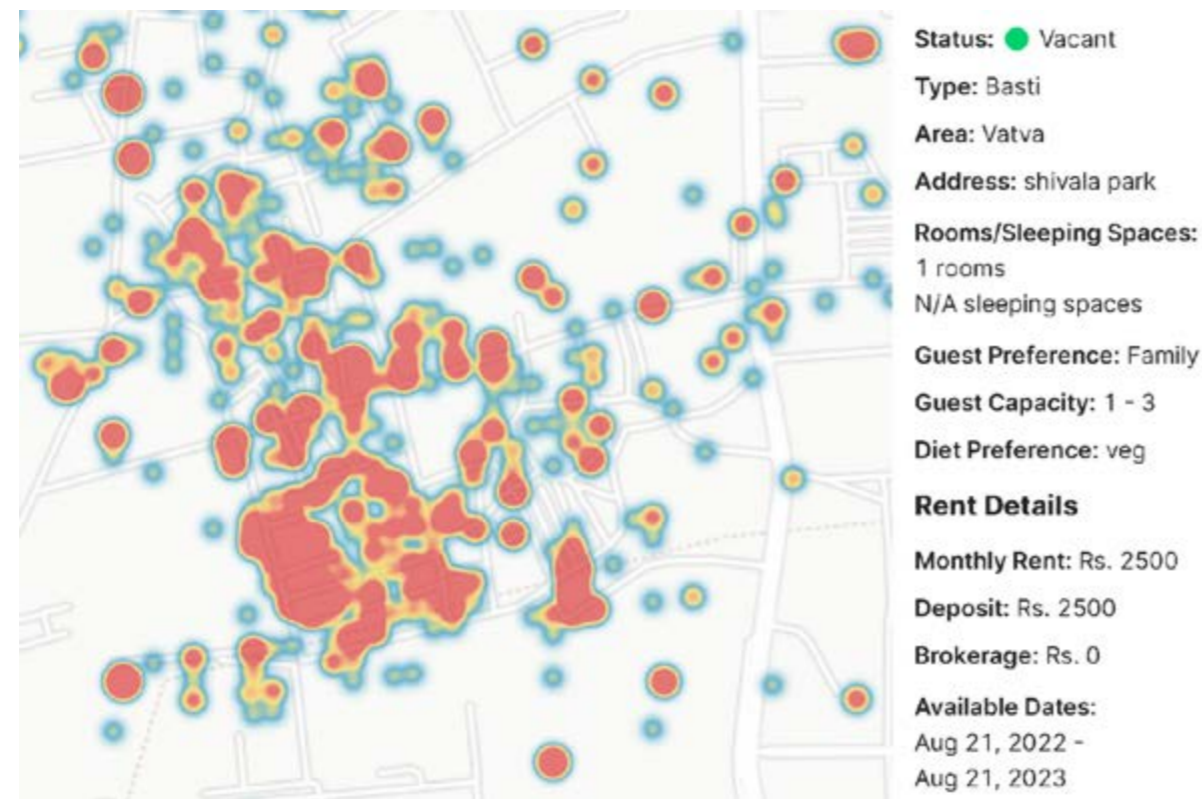 Status: Vacant
Type: Basti
Area: Vatva
Address: shivala park
Rooms/Sleeping Spaces:
1 rooms
N/A sleeping spaces
Guest Preference: Family
Guest Capacity: 1 - 3
Diet Preference: veg
Rent Details
Monthly Rent: Rs. 2500
Deposit: Rs. 2500
Brokerage: Rs. 0
Available Dates:
Aug 21, 2022 -
Aug 21, 2023